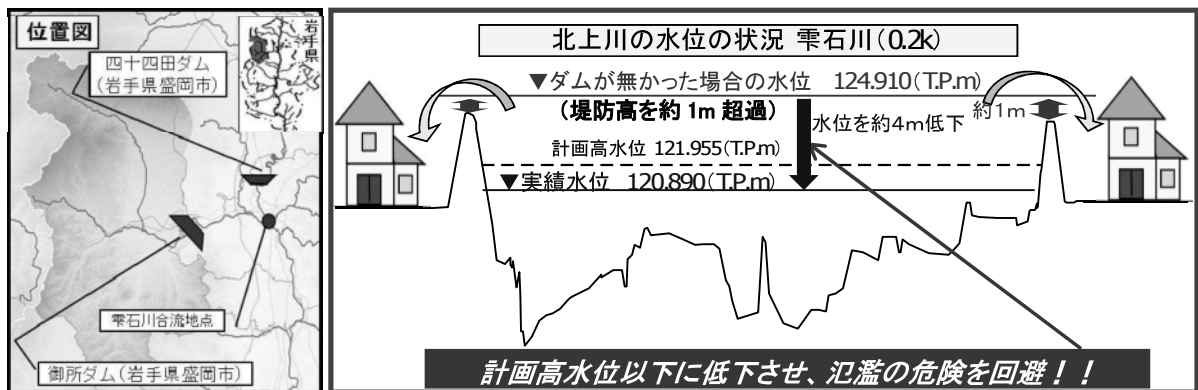 位置図
岩手県
四十四田ダム
(岩手県盛岡市)
雫石川合流地点
御所ダム(岩手県盛岡市)
北上川の水位の状況 雫石川(0.2k)
▼ダムが無かった場合の水位 124.910(T.P.m)
(堤防高を約1m超過)
約1m
水位を約4m低下
計画高水位 121.955(T.P.m)
▼実績水位 120.890(T.P.m)
計画高水位以下に低下させ、氾濫の危険を回避!!